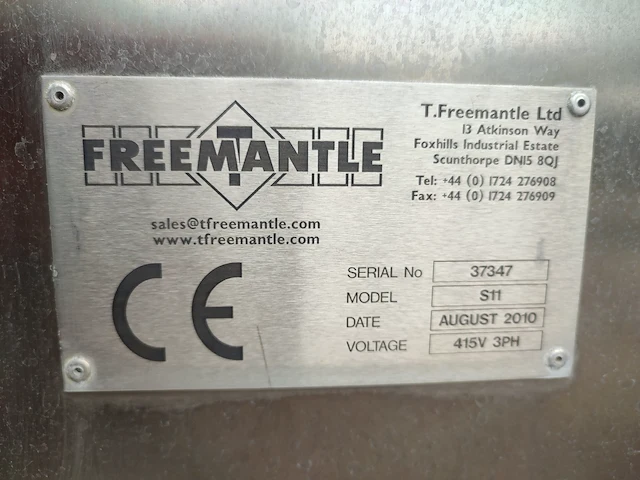 FREEMANTLE
sales@tfreemantle.com
www.tfreemantle.com
T.Freemantle Ltd
13 Atkinson Way
Foxhills Industrial Estate
Scunthorpe DN15 8QJ
Tel: +44 (0) 1724 276908
Fax: +44 (0) 1724 276909
CE
SERIAL No 37347
MODEL S11
DATE AUGUST 2010
VOLTAGE 415V 3PH